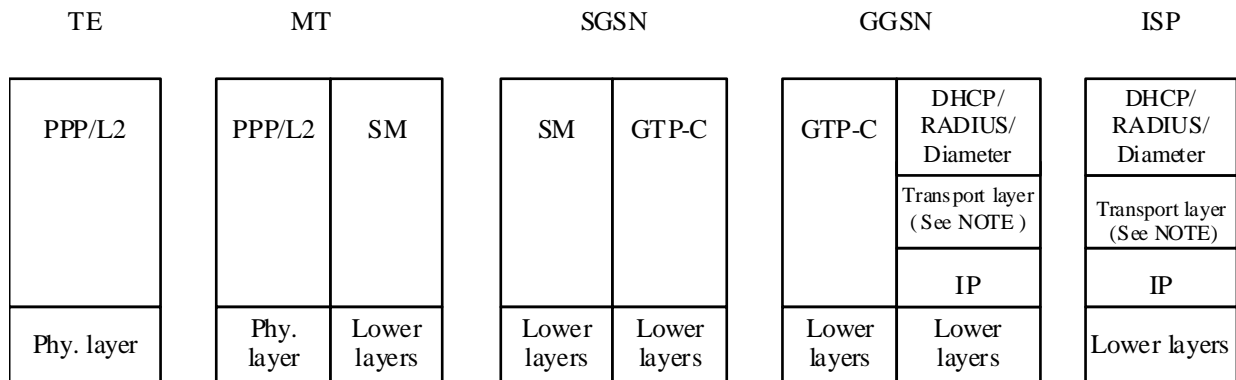 TE MT SGSN GGSN ISP
PPP/L2
Phy. layer
PPP/L2
Phy.
layer
SM
Lower
layers
SM
Lower
layers
GTP-C
Lower
layers
GTP-C
Lower
layers
DHCP/
RADIUS/
Diameter
Transport layer
( See NOTE )
IP
Lower
layers
DHCP/
RADIUS/
Diameter
Transport layer
(See NOTE)
IP
Lower layers